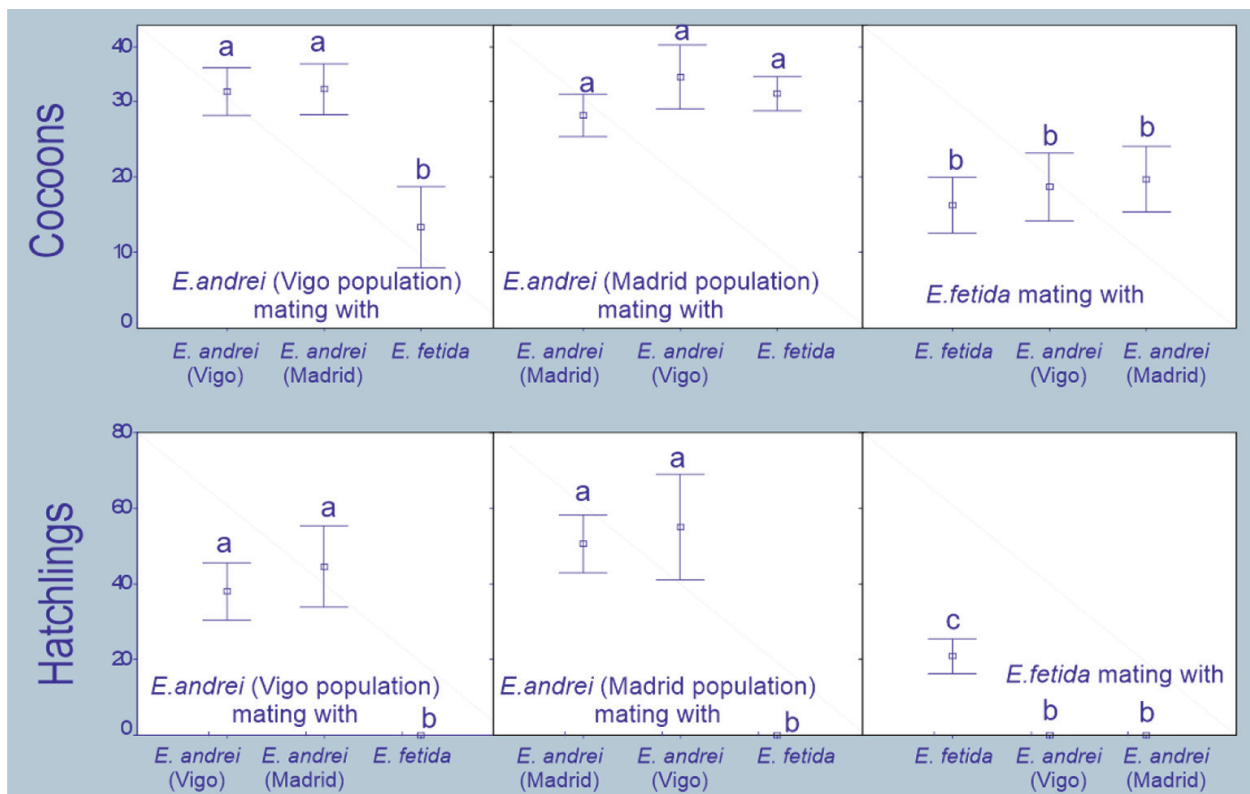 Cocoons
40
30
20
10
0
a
a
b
E.andrei (Vigo population)
mating with
E. andrei
(Vigo)
E. andrei
(Madrid)
E. fetida
a
a
a
E.andrei (Madrid population)
mating with
E. andrei
(Madrid)
E. andrei
(Vigo)
E. fetida
b
b
b
E.fetida mating with
E. fetida
E. andrei
(Vigo)
E. andrei
(Madrid)
Hatchlings
80
60
40
20
0
a
a
b
E.andrei (Vigo population)
mating with
E. andrei
(Vigo)
E. andrei
(Madrid)
E. fetida
a
a
b
E.andrei (Madrid population)
mating with
E. andrei
(Madrid)
E. andrei
(Vigo)
E. fetida
c
E.fetida mating with
b
b
E. fetida
E. andrei
(Vigo)
E. andrei
(Madrid)